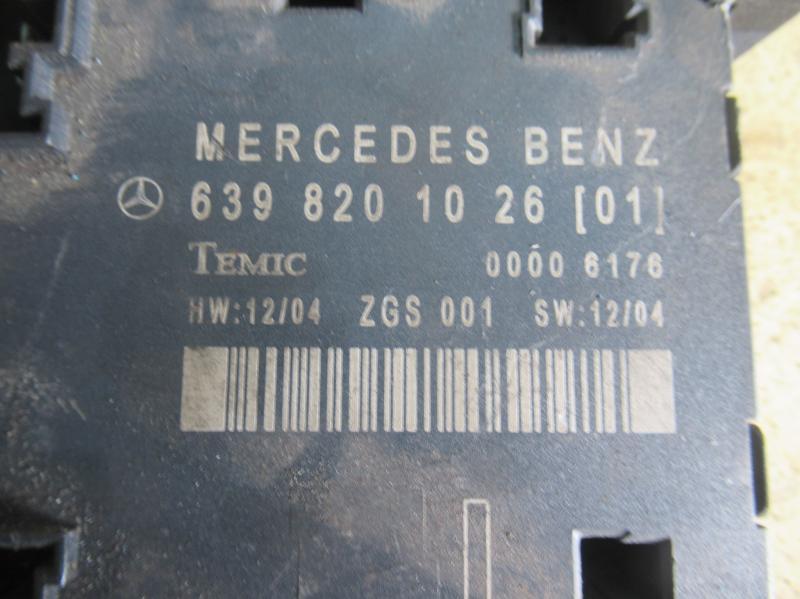 MERCEDES BENZ
639 820 10 26 [01]
TEMIC 0000 6176
HW:12/04 ZGS 001 SW:12/04